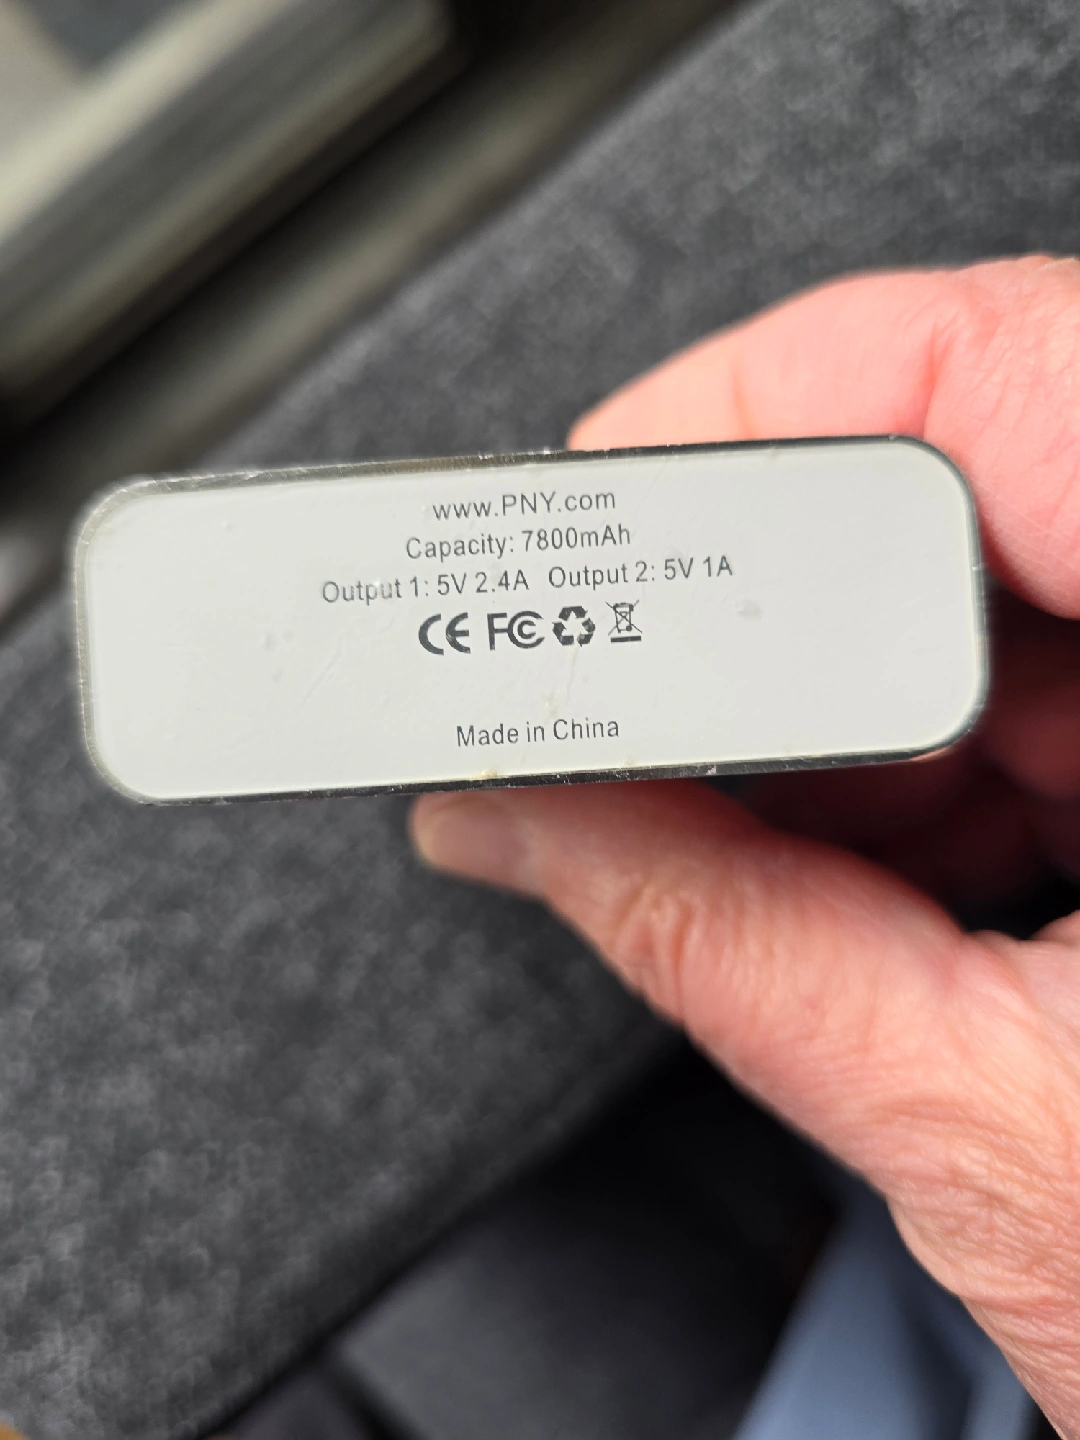 www.PNY.com
Capacity: 7800mAh
Output 1: 5V 2.4A Output 2: 5V 1A
CE FC
Made in China